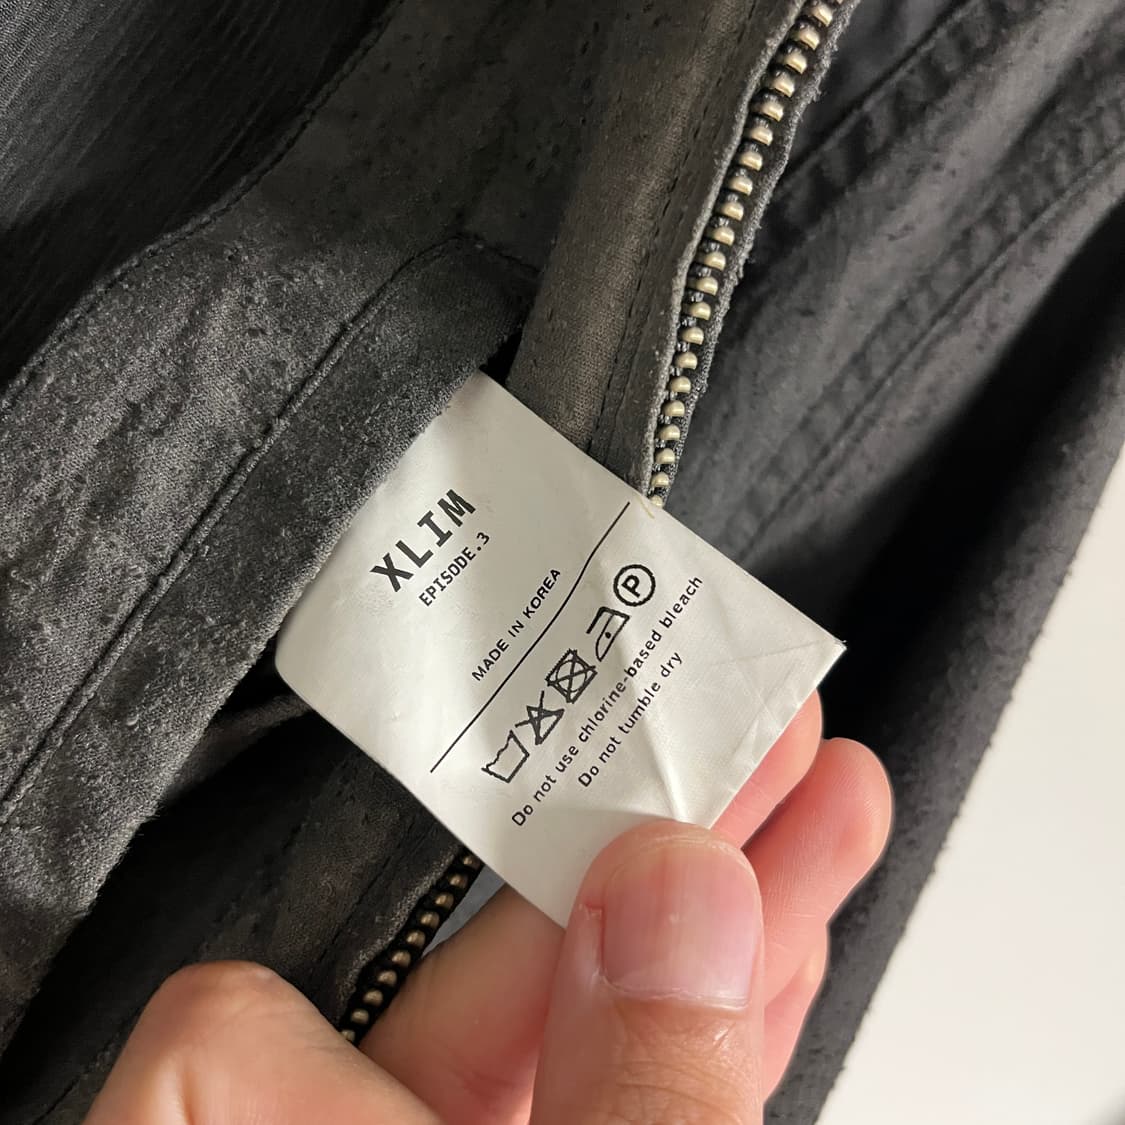 XLIM
EPISODE.3
MADE IN KOREA
P
Do not use chlorine-based bleach
Do not tumble dry